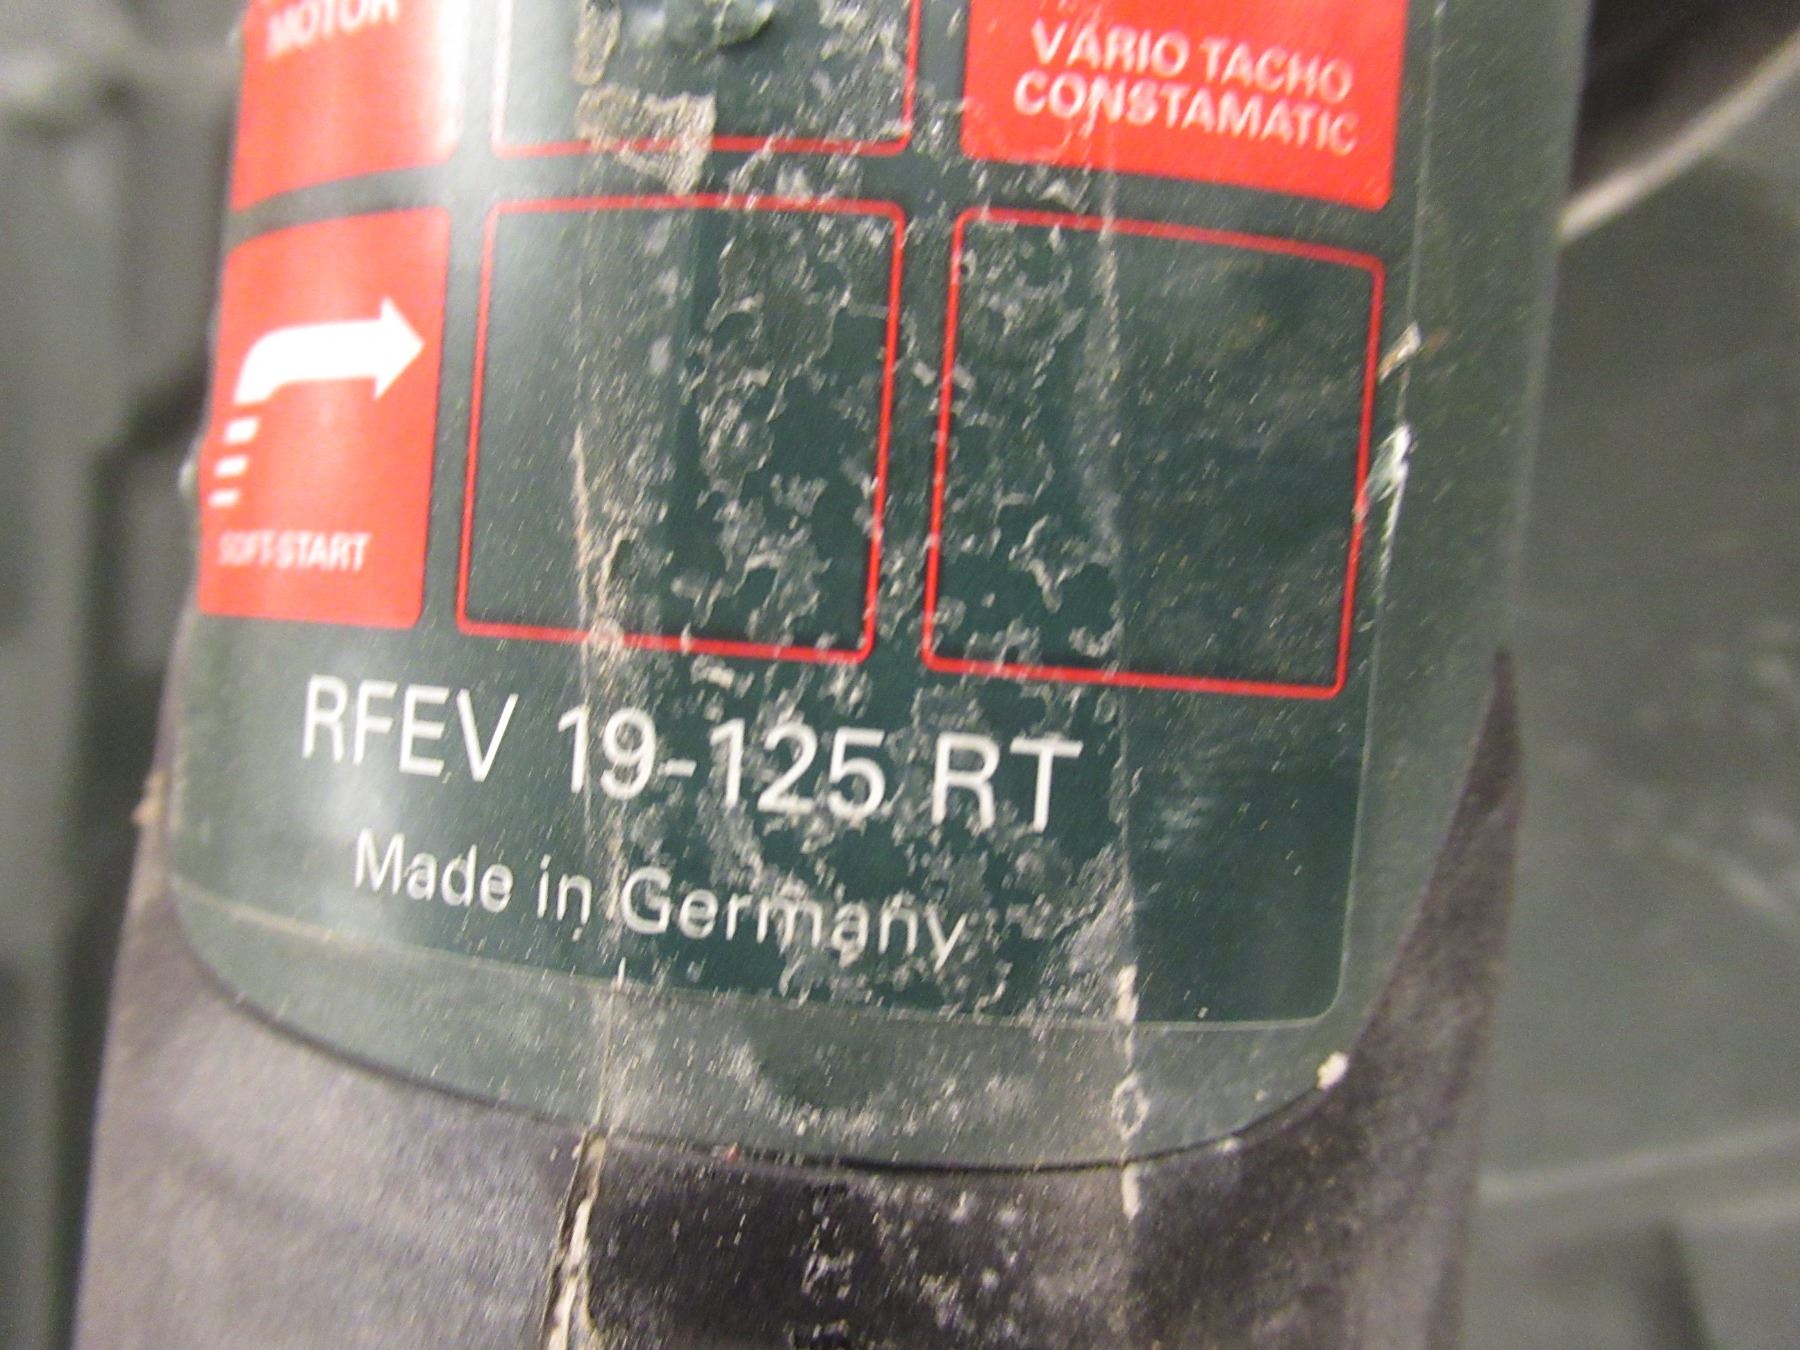 MOTOR
VARIO TACHO
CONSTAMATIC
SOFT-START
RFEV 19-125 RT
Made in Germany